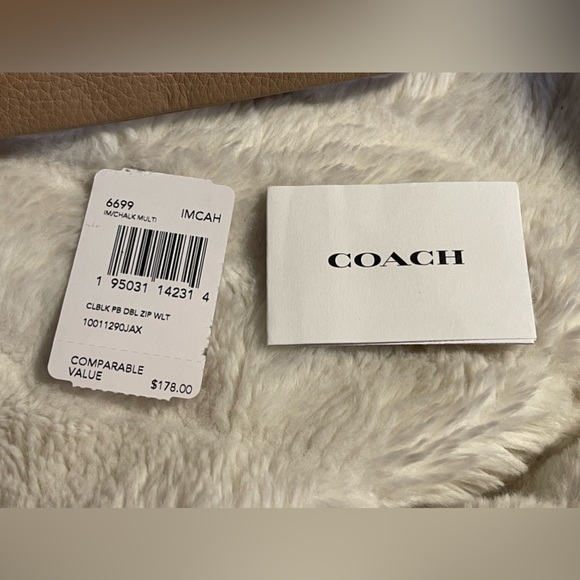 6699
IM/CHALK MULTI
IMCAH
1 95031 14231 4
CLBLK PB DBL ZIP WLT
10011290JAX
COMPARABLE
VALUE
$178.00
COACH